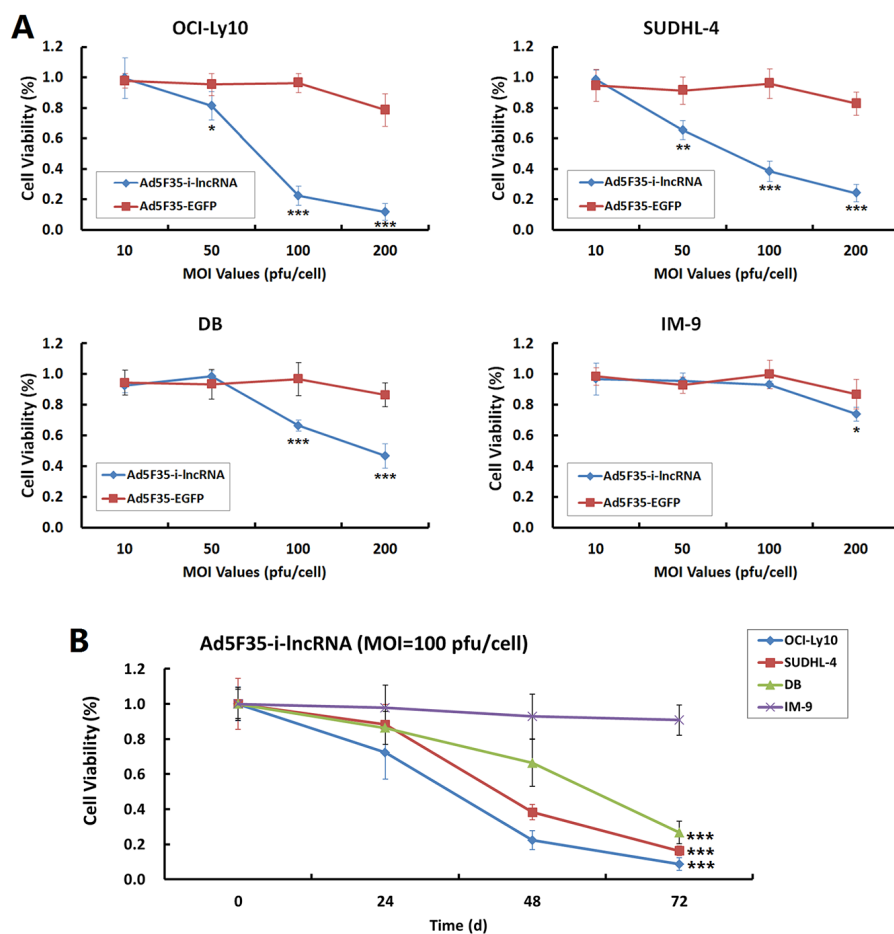 A
OCI-Ly10
Cell Viability (%)
1.2
1.0
0.8
0.6
0.4
0.2
0.0
*
***
***
Ad5F35-i-lncRNA
Ad5F35-EGFP
10 50 100 200
MOI Values (pfu/cell)
SUDHL-4
Cell Viability (%)
1.2
1.0
0.8
0.6
0.4
0.2
0.0
**
***
***
Ad5F35-i-lncRNA
Ad5F35-EGFP
10 50 100 200
MOI Values (pfu/cell)
DB
Cell Viability (%)
1.2
1.0
0.8
0.6
0.4
0.2
0.0
***
***
Ad5F35-i-lncRNA
Ad5F35-EGFP
10 50 100 200
MOI Values (pfu/cell)
IM-9
Cell Viability (%)
1.2
1.0
0.8
0.6
0.4
0.2
0.0
*
Ad5F35-i-lncRNA
Ad5F35-EGFP
10 50 100 200
MOI Values (pfu/cell)
B
Ad5F35-i-lncRNA (MOI=100 pfu/cell)
OCI-Ly10
SUDHL-4
DB
IM-9
Cell Viability (%)
1.2
1.0
0.8
0.6
0.4
0.2
0.0
***
***
***
0 24 48 72
Time (d)